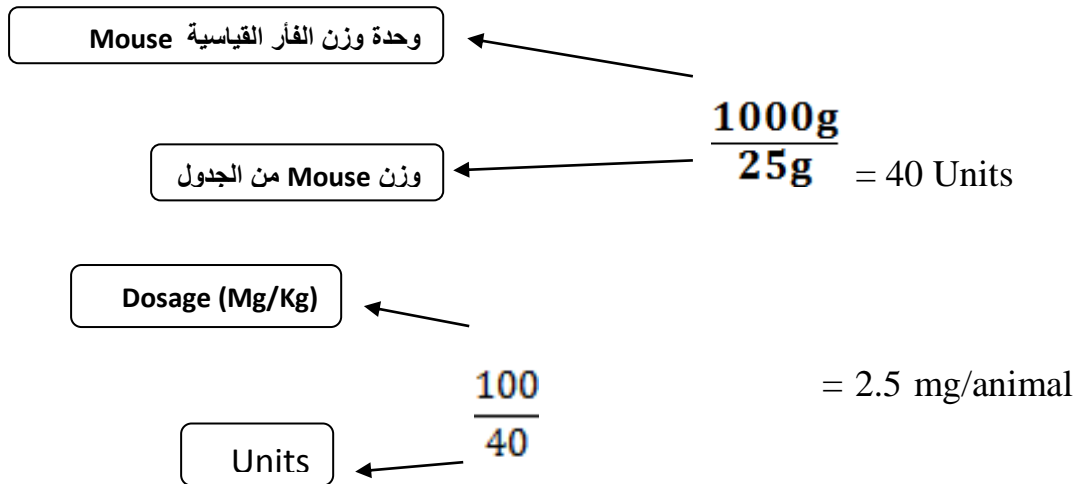 وحدة وزن الفأر القياسية Mouse
1000g
25g = 40 Units
وزن Mouse من الجدول
Dosage (Mg/Kg)
100
40
= 2.5 mg/animal
Units